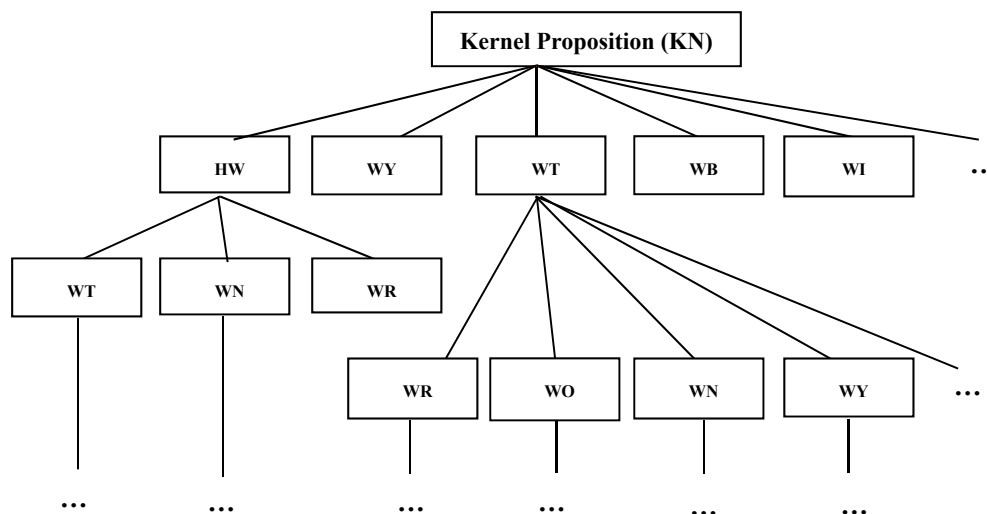 Kernel Proposition (KN)
HW WY WT WB WI ..
WT WN WR
WR WO WN WY ...
... ... ... ... ... ...